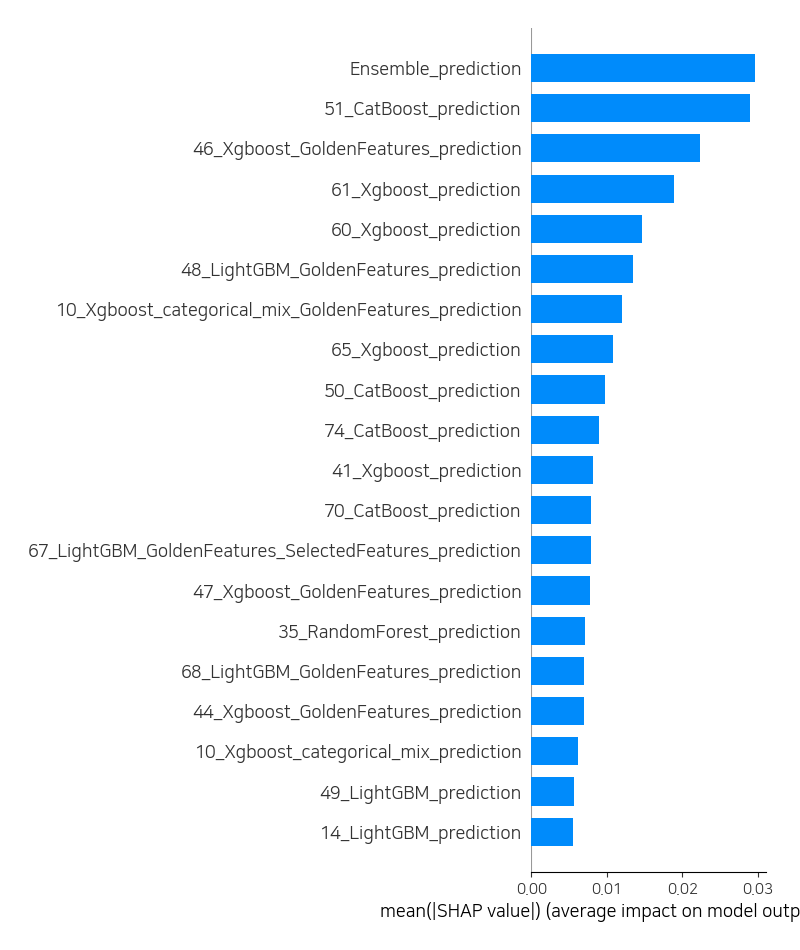 Ensemble_prediction
51_CatBoost_prediction
46_Xgboost_GoldenFeatures_prediction
61_Xgboost_prediction
60_Xgboost_prediction
48_LightGBM_GoldenFeatures_prediction
10_Xgboost_categorical_mix_GoldenFeatures_prediction
65_Xgboost_prediction
50_CatBoost_prediction
74_CatBoost_prediction
41_Xgboost_prediction
70_CatBoost_prediction
67_LightGBM_GoldenFeatures_SelectedFeatures_prediction
47_Xgboost_GoldenFeatures_prediction
35_RandomForest_prediction
68_LightGBM_GoldenFeatures_prediction
44_Xgboost_GoldenFeatures_prediction
10_Xgboost_categorical_mix_prediction
49_LightGBM_prediction
14_LightGBM_prediction
0.00 0.01 0.02 0.03
mean(|SHAP value|) (average impact on model outp